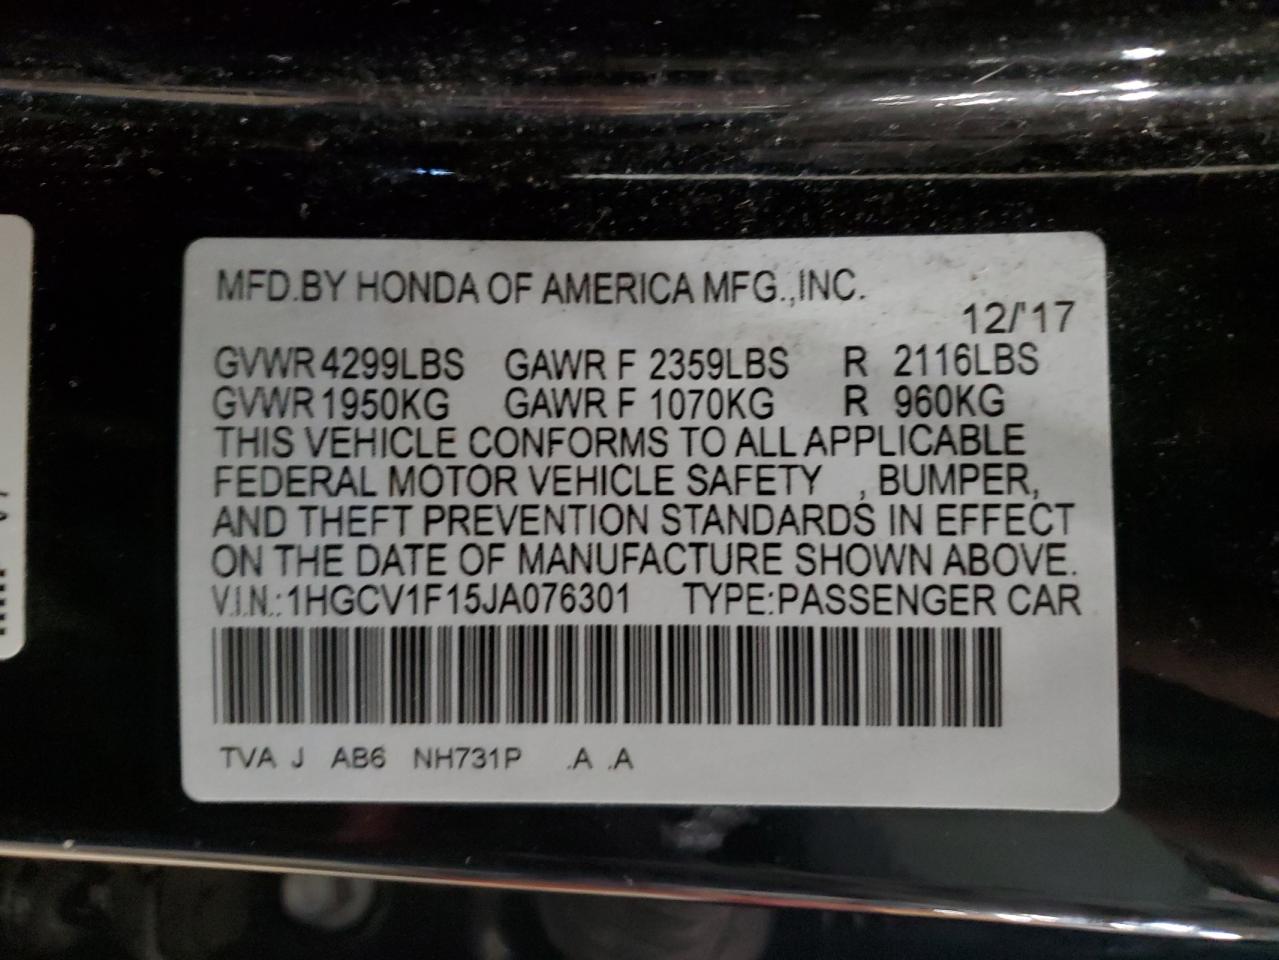 MFD.BY HONDA OF AMERICA MFG.,INC.
12/'17
GVWR 4299LBS GAWR F 2359LBS R 2116LBS
GVWR 1950KG GAWR F 1070KG R 960KG
THIS VEHICLE CONFORMS TO ALL APPLICABLE
FEDERAL MOTOR VEHICLE SAFETY , BUMPER,
AND THEFT PREVENTION STANDARDS IN EFFECT
ON THE DATE OF MANUFACTURE SHOWN ABOVE.
V.I.N.:1HGCV1F15JA076301 TYPE:PASSENGER CAR
TVA J AB6 NH731P .A .A